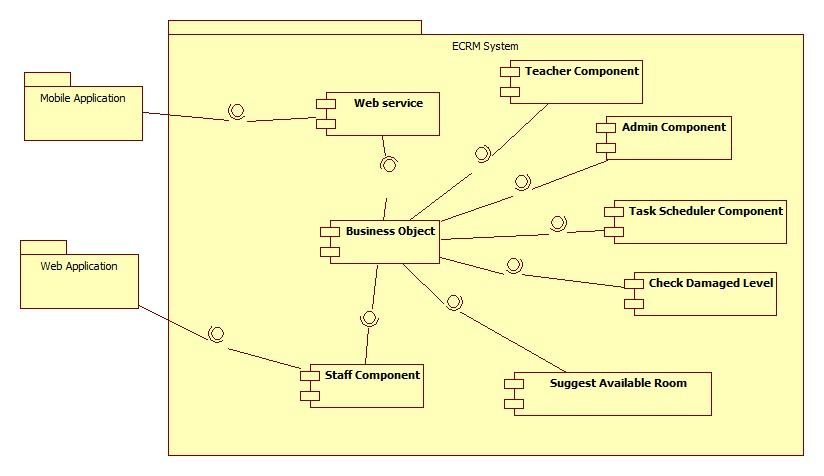 ECRM System
Teacher Component
Mobile Application
Web service
Admin Component
Task Scheduler Component
Business Object
Web Application
Check Damaged Level
Staff Component
Suggest Available Room